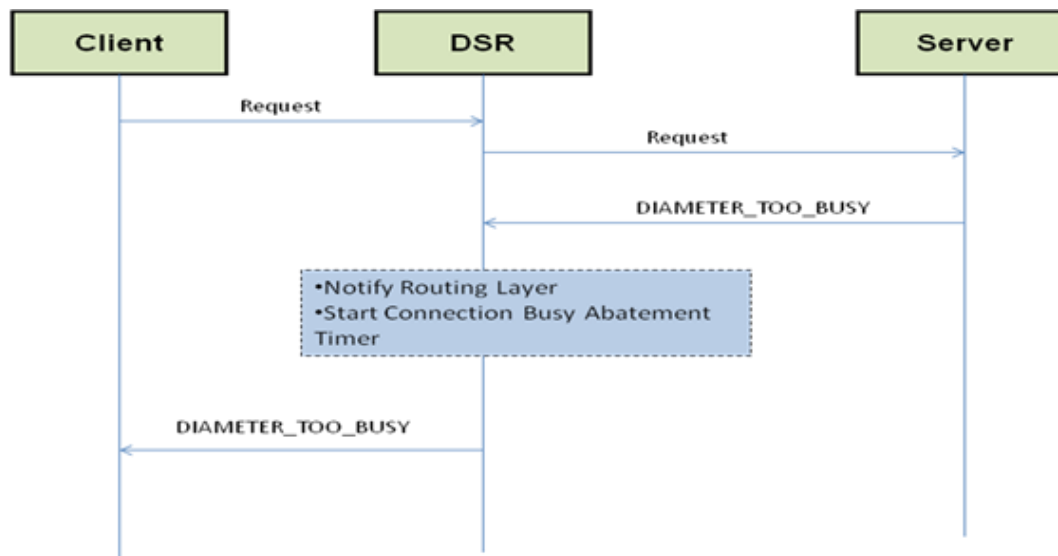 Client
DSR
Server
Request
Request
DIAMETER_TOO_BUSY
•Notify Routing Layer
•Start Connection Busy Abatement
Timer
DIAMETER_TOO_BUSY